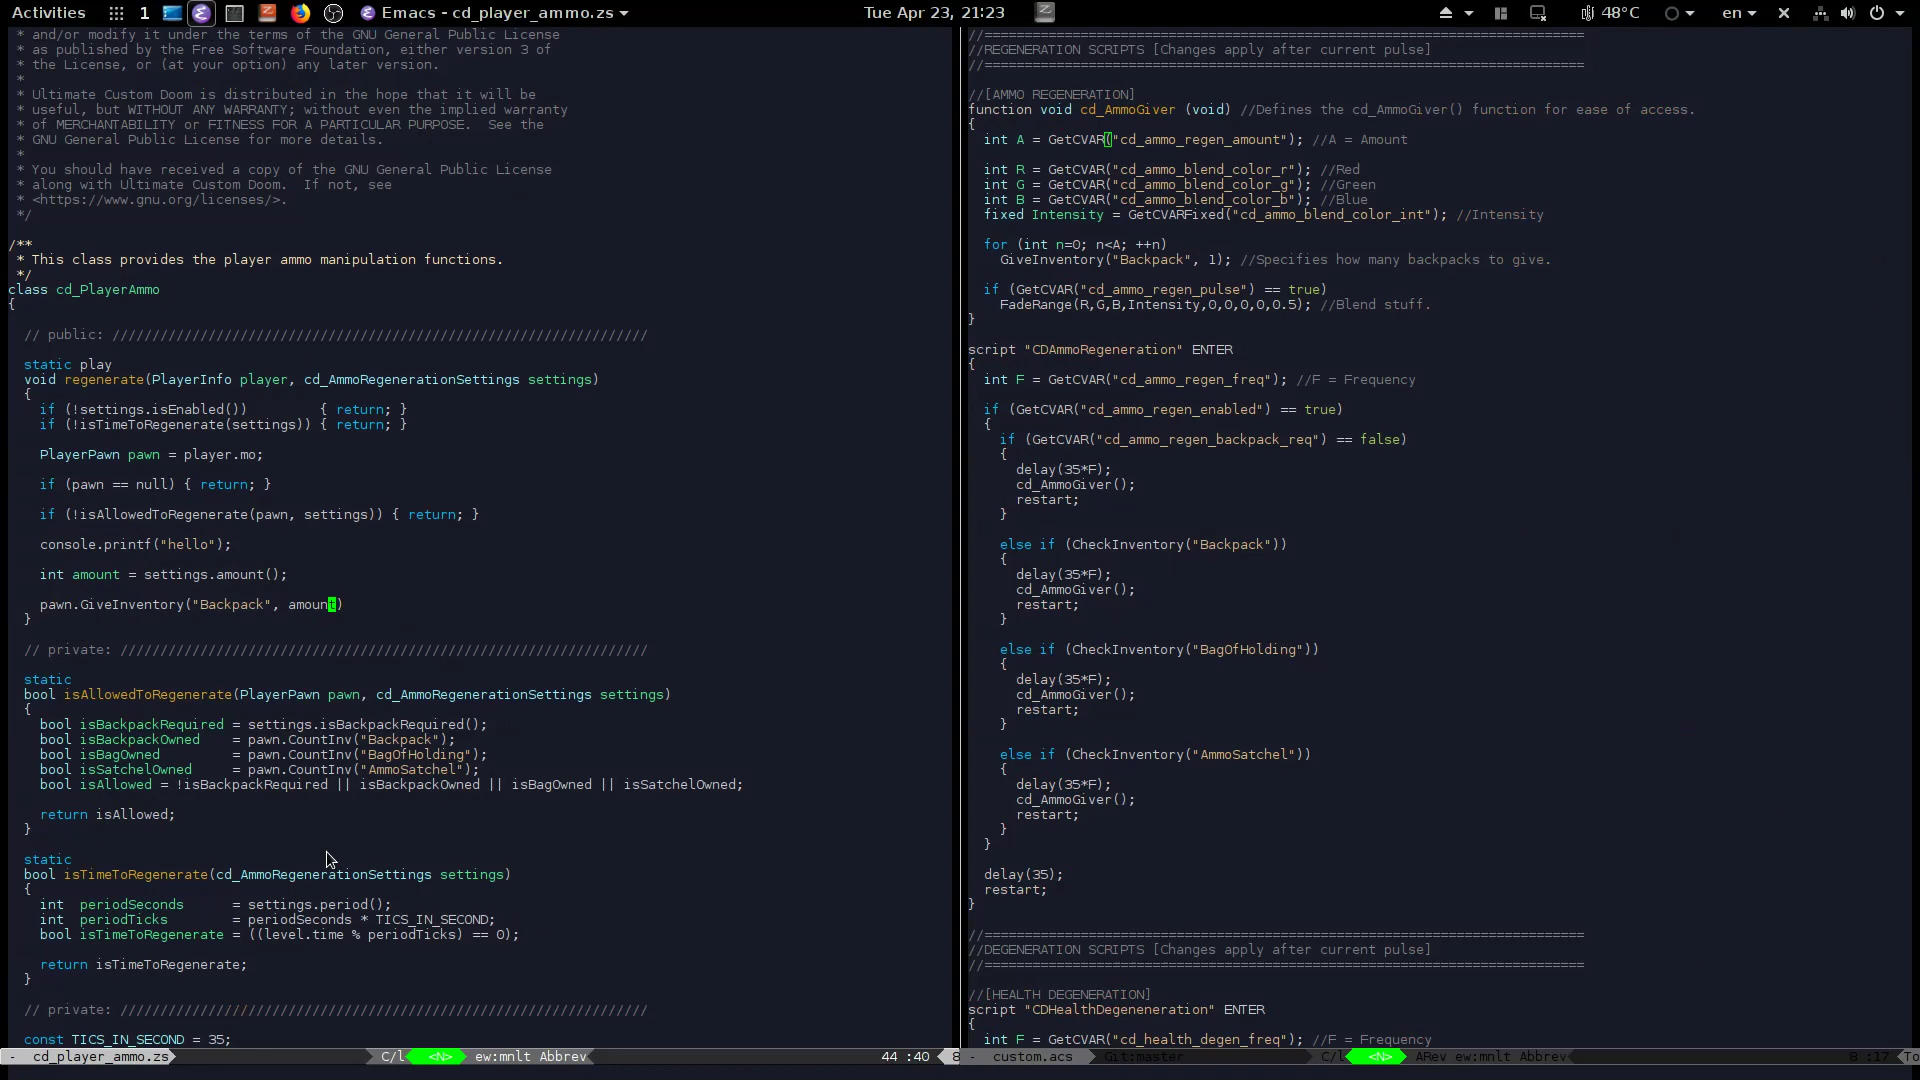 Activities 1 Emacs - cd_player_ammo.zs Tue Apr 23, 21:23 48°C en
* and/or modify it under the terms of the GNU General Public License
* as published by the Free Software Foundation, either version 3 of
* the License, or (at your option) any later version.
*
* Ultimate Custom Doom is distributed in the hope that it will be
* useful, but WITHOUT ANY WARRANTY; without even the implied warranty
* of MERCHANTABILITY or FITNESS FOR A PARTICULAR PURPOSE.  See the
* GNU General Public License for more details.
*
* You should have received a copy of the GNU General Public License
* along with Ultimate Custom Doom.  If not, see
* <https://www.gnu.org/licenses/>.
*/
/**
* This class provides the player ammo manipulation functions.
*/
class cd_PlayerAmmo
{
// public: ///////////////////////////////////////////////////////////////////
static play
void regenerate(PlayerInfo player, cd_AmmoRegenerationSettings settings)
{
if (!settings.isEnabled())         { return; }
if (!isTimeToRegenerate(settings)) { return; }
PlayerPawn pawn = player.mo;
if (pawn == null) { return; }
if (!isAllowedToRegenerate(pawn, settings)) { return; }
console.printf("hello");
int amount = settings.amount();
pawn.GiveInventory("Backpack", amount)
}
// private: //////////////////////////////////////////////////////////////////
static
bool isAllowedToRegenerate(PlayerPawn pawn, cd_AmmoRegenerationSettings settings)
{
bool isBackpackRequired = settings.isBackpackRequired();
bool isBackpackOwned    = pawn.CountInv("Backpack");
bool isBagOwned         = pawn.CountInv("BagOfHolding");
bool isSatchelOwned     = pawn.CountInv("AmmoSatchel");
bool isAllowed = !isBackpackRequired || isBackpackOwned || isBagOwned || isSatchelOwned;
return isAllowed;
}
static
bool isTimeToRegenerate(cd_AmmoRegenerationSettings settings)
{
int  periodSeconds      = settings.period();
int  periodTicks        = periodSeconds * TICS_IN_SECOND;
bool isTimeToRegenerate = ((level.time % periodTicks) == 0);
return isTimeToRegenerate;
}
// private: //////////////////////////////////////////////////////////////////
const TICS_IN_SECOND = 35;
- cd_player_ammo.zs C/l <N> ew:mnlt Abbrev 44 :40 8
//===========================================================================
//REGENERATION SCRIPTS [Changes apply after current pulse]
//===========================================================================
//[AMMO REGENERATION]
function void cd_AmmoGiver (void) //Defines the cd_AmmoGiver() function for ease of access.
{
int A = GetCVAR("cd_ammo_regen_amount"); //A = Amount
int R = GetCVAR("cd_ammo_blend_color_r"); //Red
int G = GetCVAR("cd_ammo_blend_color_g"); //Green
int B = GetCVAR("cd_ammo_blend_color_b"); //Blue
fixed Intensity = GetCVARFixed("cd_ammo_blend_color_int"); //Intensity
for (int n=0; n<A; ++n)
GiveInventory("Backpack", 1); //Specifies how many backpacks to give.
if (GetCVAR("cd_ammo_regen_pulse") == true)
FadeRange(R,G,B,Intensity,0,0,0,0,0.5); //Blend stuff.
}
script "CDAmmoRegeneration" ENTER
{
int F = GetCVAR("cd_ammo_regen_freq"); //F = Frequency
if (GetCVAR("cd_ammo_regen_enabled") == true)
{
if (GetCVAR("cd_ammo_regen_backpack_req") == false)
{
delay(35*F);
cd_AmmoGiver();
restart;
}
else if (CheckInventory("Backpack"))
{
delay(35*F);
cd_AmmoGiver();
restart;
}
else if (CheckInventory("BagOfHolding"))
{
delay(35*F);
cd_AmmoGiver();
restart;
}
else if (CheckInventory("AmmoSatchel"))
{
delay(35*F);
cd_AmmoGiver();
restart;
}
}
delay(35);
restart;
}
//===========================================================================
//DEGENERATION SCRIPTS [Changes apply after current pulse]
//===========================================================================
//[HEALTH DEGENERATION]
script "CDHealthDegeneneration" ENTER
{
int F = GetCVAR("cd_health_degen_freq"); //F = Frequency
- custom.acs Git:master C/l <N> ARev ew:mnlt Abbrev 8 :17 To